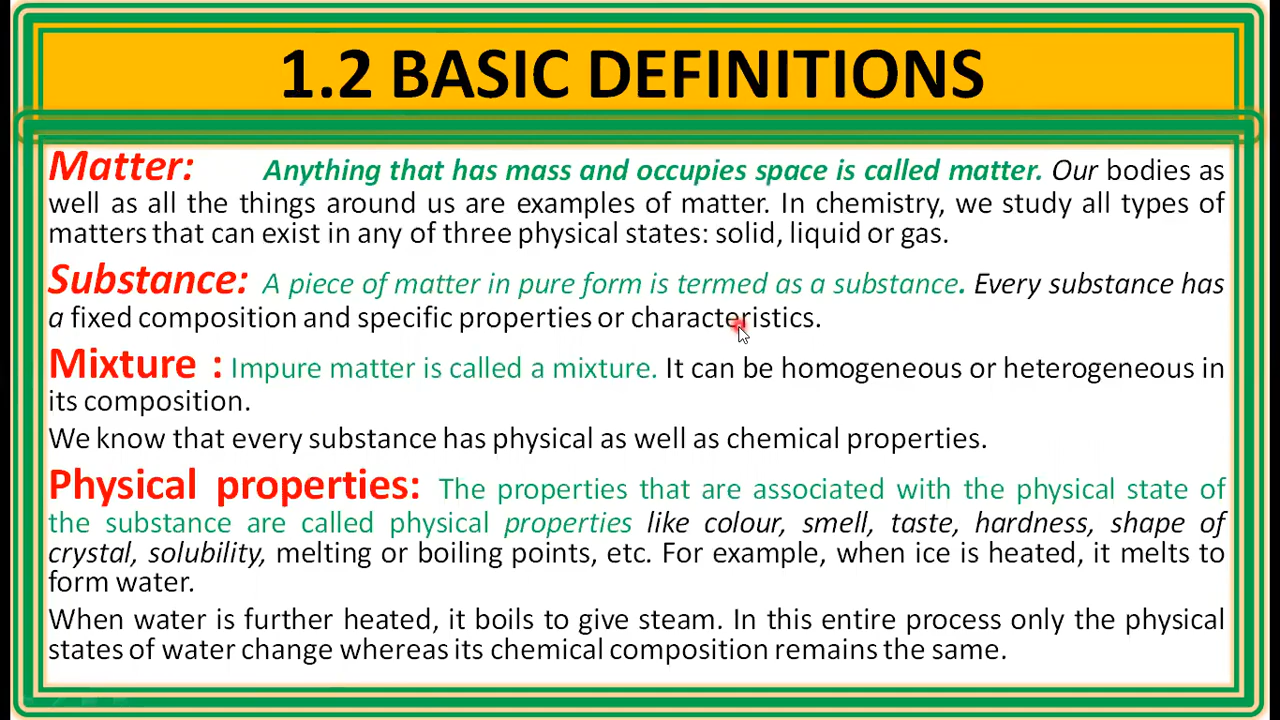 1.2 BASIC DEFINITIONS
Matter: Anything that has mass and occupies space is called matter. Our bodies as
well as all the things around us are examples of matter. In chemistry, we study all types of
matters that can exist in any of three physical states: solid, liquid or gas.
Substance: A piece of matter in pure form is termed as a substance. Every substance has
a fixed composition and specific properties or characteristics.
Mixture : Impure matter is called a mixture. It can be homogeneous or heterogeneous in
its composition.
We know that every substance has physical as well as chemical properties.
Physical properties: The properties that are associated with the physical state of
the substance are called physical properties like colour, smell, taste, hardness, shape of
crystal, solubility, melting or boiling points, etc. For example, when ice is heated, it melts to
form water.
When water is further heated, it boils to give steam. In this entire process only the physical
states of water change whereas its chemical composition remains the same.